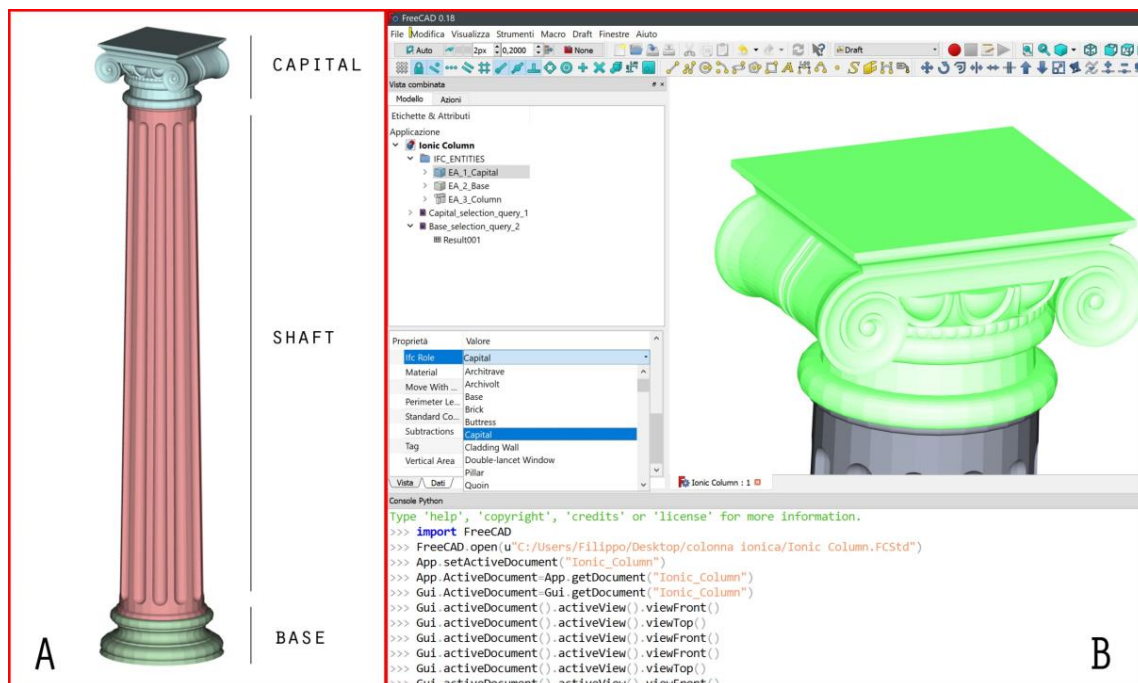 CAPITAL
SHAFT
BASE
A
FreeCAD 0.18
File Modifica Visualizza Strumenti Macro Draft Finestre Aiuto
Auto 2px 0,2000 None Draft
Vista combinata
Modello Azioni
Etichette & Attributi
Applicazione
Ionic Column
IFC_ENTITIES
EA_1_Capital
EA_2_Base
EA_3_Column
Capital_selection_query_1
Base_selection_query_2
Result001
Proprietà Valore
Ifc Role Capital
Material Architrave
Move With ... Archivolt
Perimeter Le... Base
Standard Co... Brick
Subtractions Buttress
Tag Capital
Vertical Area Cladding Wall
Double-lancet Window
Pillar
Quoin
Vista Dati
Ionic Column : 1
Console Python
Type 'help', 'copyright', 'credits' or 'license' for more information.
>>> import FreeCAD
>>> FreeCAD.open(u"C:/Users/Filippo/Desktop/colonna ionica/Ionic Column.FCStd")
>>> App.setActiveDocument("Ionic_Column")
>>> App.ActiveDocument=App.getDocument("Ionic_Column")
>>> Gui.ActiveDocument=Gui.getDocument("Ionic_Column")
>>> Gui.activeDocument().activeView().viewFront()
>>> Gui.activeDocument().activeView().viewTop()
>>> Gui.activeDocument().activeView().viewFront()
>>> Gui.activeDocument().activeView().viewFront()
>>> Gui.activeDocument().activeView().viewTop()
>>> Gui.activeDocument().activeView().viewFront()
B